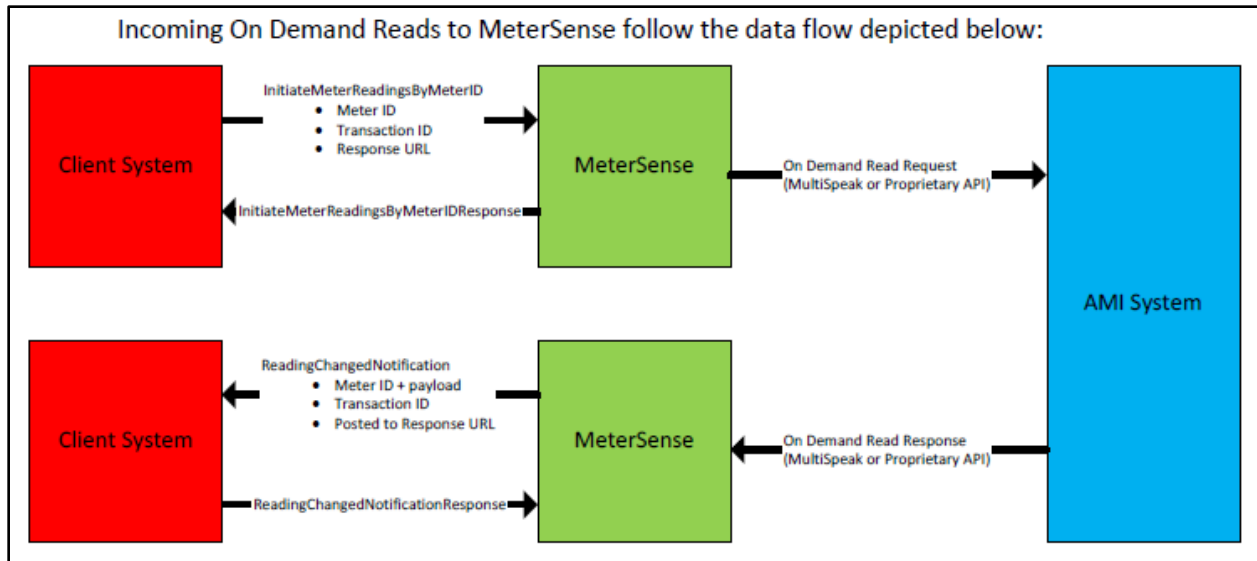 Incoming On Demand Reads to MeterSense follow the data flow depicted below:
InitiateMeterReadingsByMeterID
• Meter ID
• Transaction ID
• Response URL
Client System
MeterSense
On Demand Read Request
(MultiSpeak or Proprietary API)
InitiateMeterReadingsByMeterIDResponse
AMI System
ReadingChangedNotification
• Meter ID + payload
• Transaction ID
• Posted to Response URL
Client System
MeterSense
On Demand Read Response
(MultiSpeak or Proprietary API)
ReadingChangedNotificationResponse